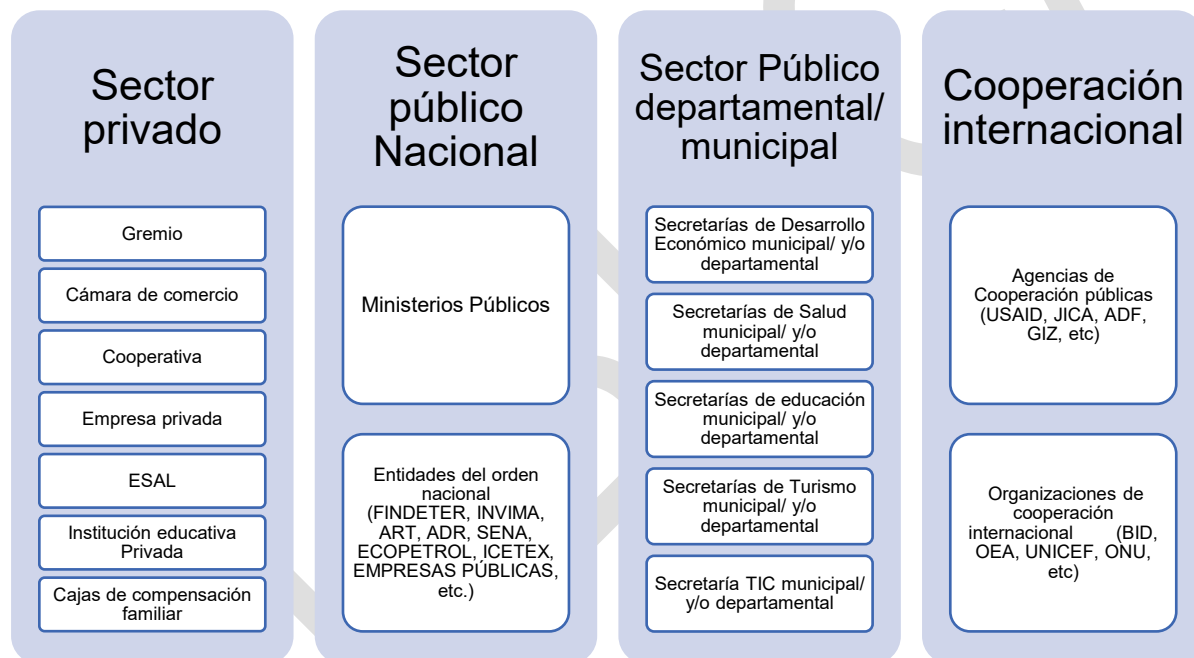 Sector
privado
Gremio
Cámara de comercio
Cooperativa
Empresa privada
ESAL
Institución educativa
Privada
Cajas de compensación
familiar
Sector
público
Nacional
Ministerios Públicos
Entidades del orden
nacional
(FINDETER, INVIMA,
ART, ADR, SENA,
ECOPETROL, ICETEX,
EMPRESAS PÚBLICAS,
etc.)
Sector Público
departamental/
municipal
Secretarías de Desarrollo
Económico municipal/ y/o
departamental
Secretarías de Salud
municipal/ y/o
departamental
Secretarías de educación
municipal/ y/o
departamental
Secretarías de Turismo
municipal/ y/o
departamental
Secretaría TIC municipal/
y/o departamental
Cooperación
internacional
Agencias de
Cooperación públicas
(USAID, JICA, ADF,
GIZ, etc)
Organizaciones de
cooperación
internacional (BID,
OEA, UNICEF, ONU,
etc)